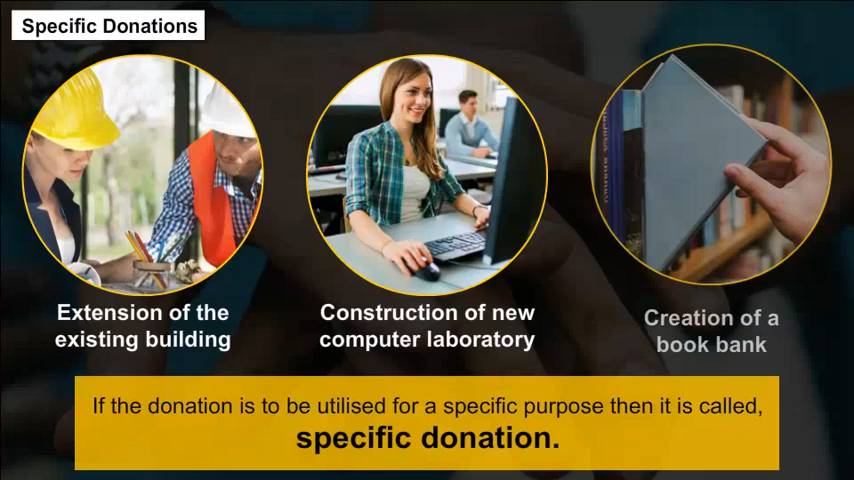 Specific Donations
Extension of the
existing building
Construction of new
computer laboratory
Creation of a
book bank
If the donation is to be utilised for a specific purpose then it is called,
specific donation.